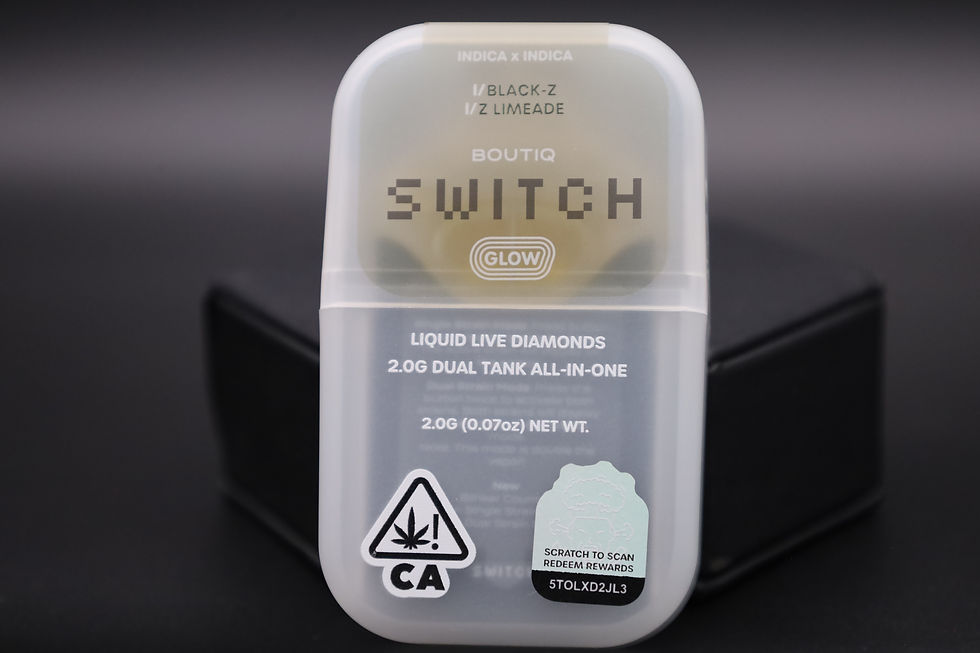 INDICA x INDICA
I/BLACK-Z
I/Z LIMEADE
BOUTIQ
SWITCH
GLOW
LIQUID LIVE DIAMONDS
2.0G DUAL TANK ALL-IN-ONE
2.0G (0.07oz) NET WT.
!
CA
SCRATCH TO SCAN
REDEEM REWARDS
5TOLXD2JL3
SWITCH